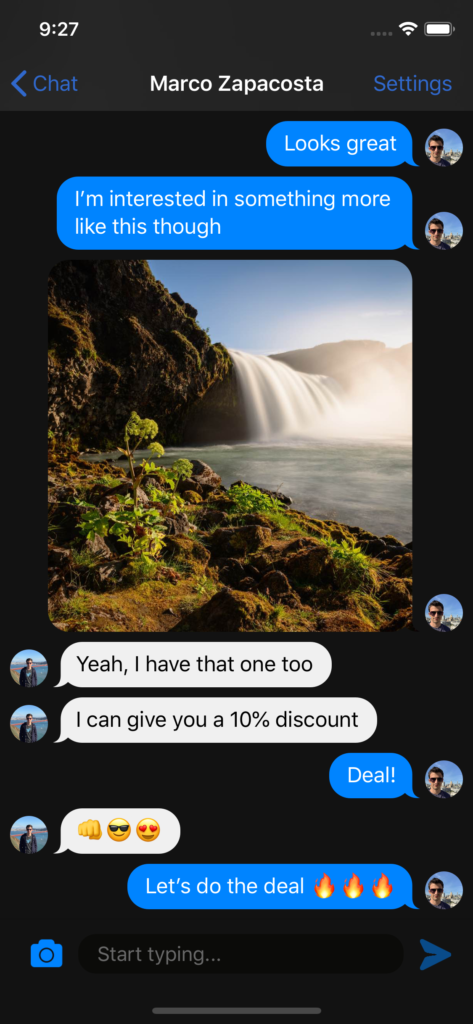 9:27
Chat
Marco Zapacosta
Settings
Looks great
I’m interested in something more
like this though
Yeah, I have that one too
I can give you a 10% discount
Deal!
👊😎😍
Let’s do the deal 🔥🔥🔥
Start typing...